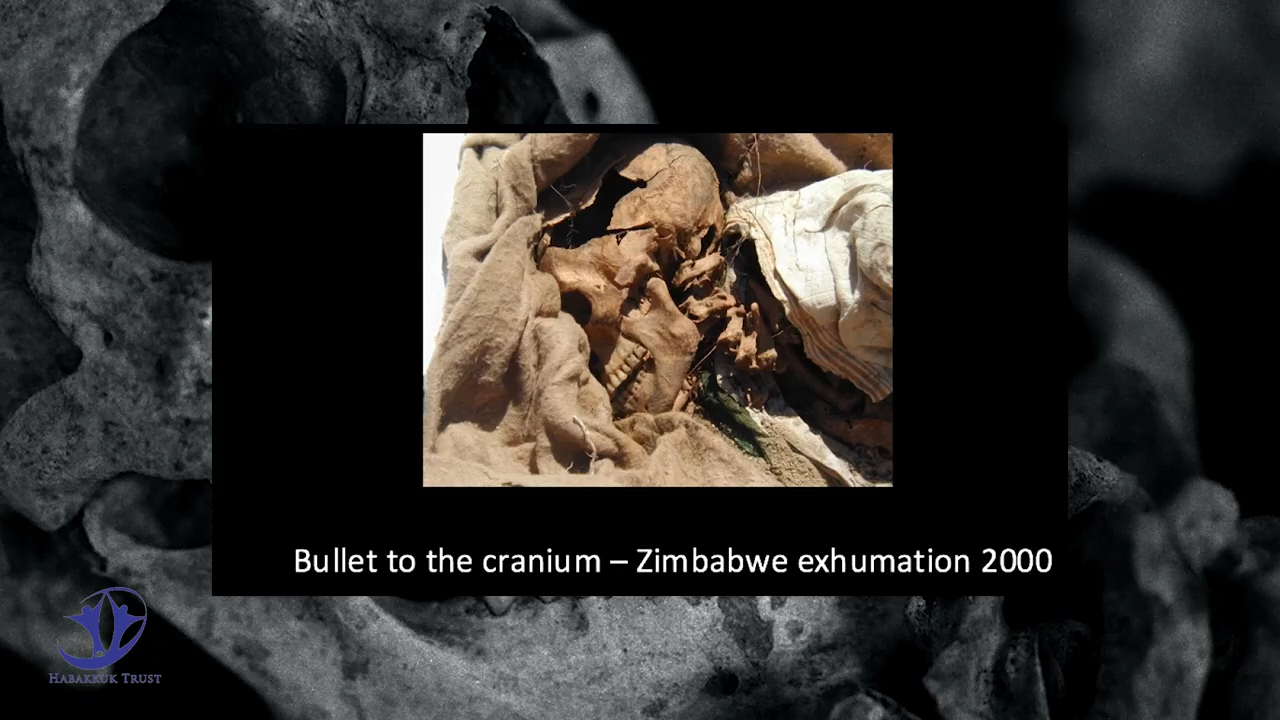 Bullet to the cranium – Zimbabwe exhumation 2000
HABAKKUK TRUST